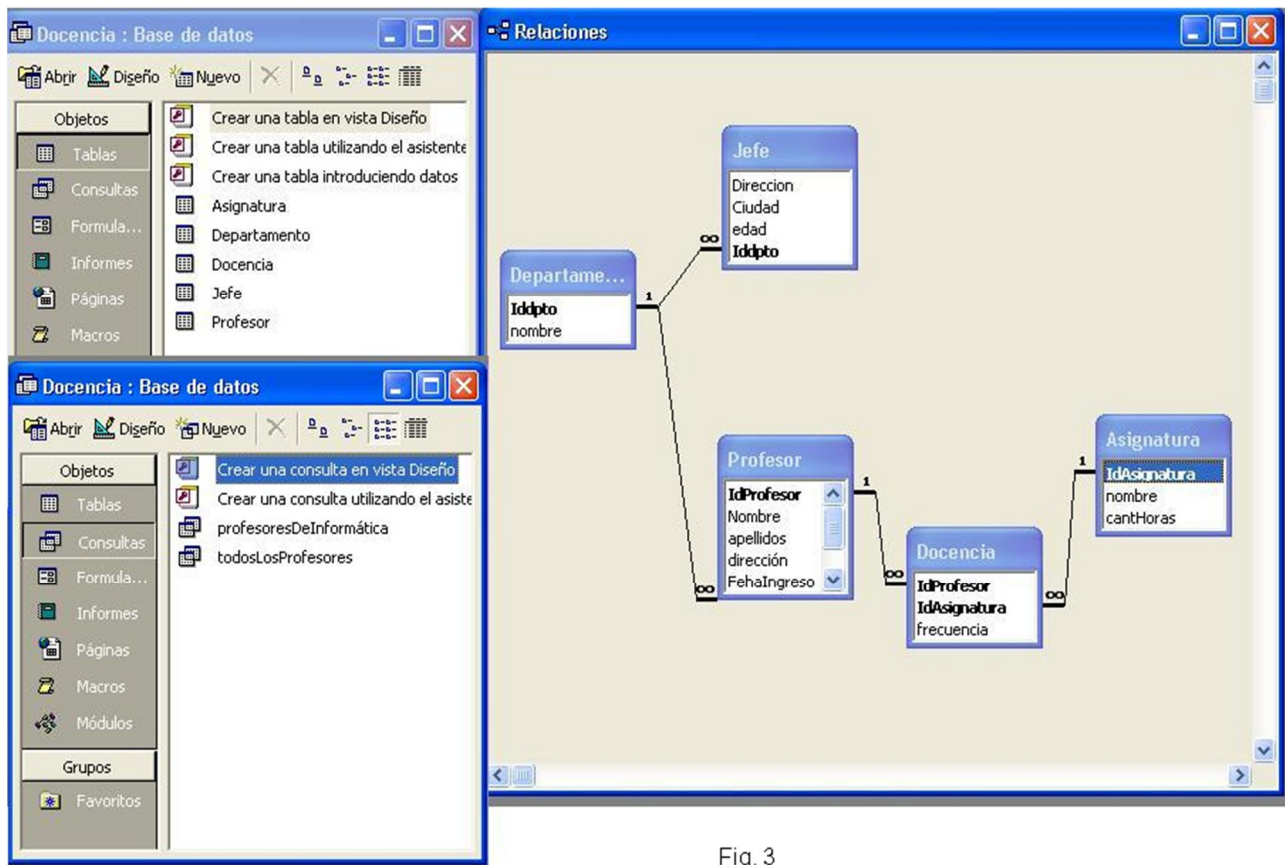 Docencia : Base de datos
Abrir Diseño Nuevo
Objetos
Tablas
Consultas
Formula...
Informes
Páginas
Macros
Crear una tabla en vista Diseño
Crear una tabla utilizando el asistente
Crear una tabla introduciendo datos
Asignatura
Departamento
Docencia
Jefe
Profesor
Docencia : Base de datos
Abrir Diseño Nuevo
Objetos
Tablas
Consultas
Formula...
Informes
Páginas
Macros
Módulos
Grupos
Favoritos
Crear una consulta en vista Diseño
Crear una consulta utilizando el asiste
profesoresDeInformática
todosLosProfesores
Relaciones
Jefe
Direccion
Ciudad
edad
Iddpto
∞
Departame...
Iddpto
nombre
1
Profesor
IdProfesor
Nombre
apellidos
dirección
FehaIngreso
∞
1
Docencia
IdProfesor
IdAsignatura
frecuencia
∞
∞
Asignatura
IdAsignatura
nombre
cantHoras
1
Fig. 3